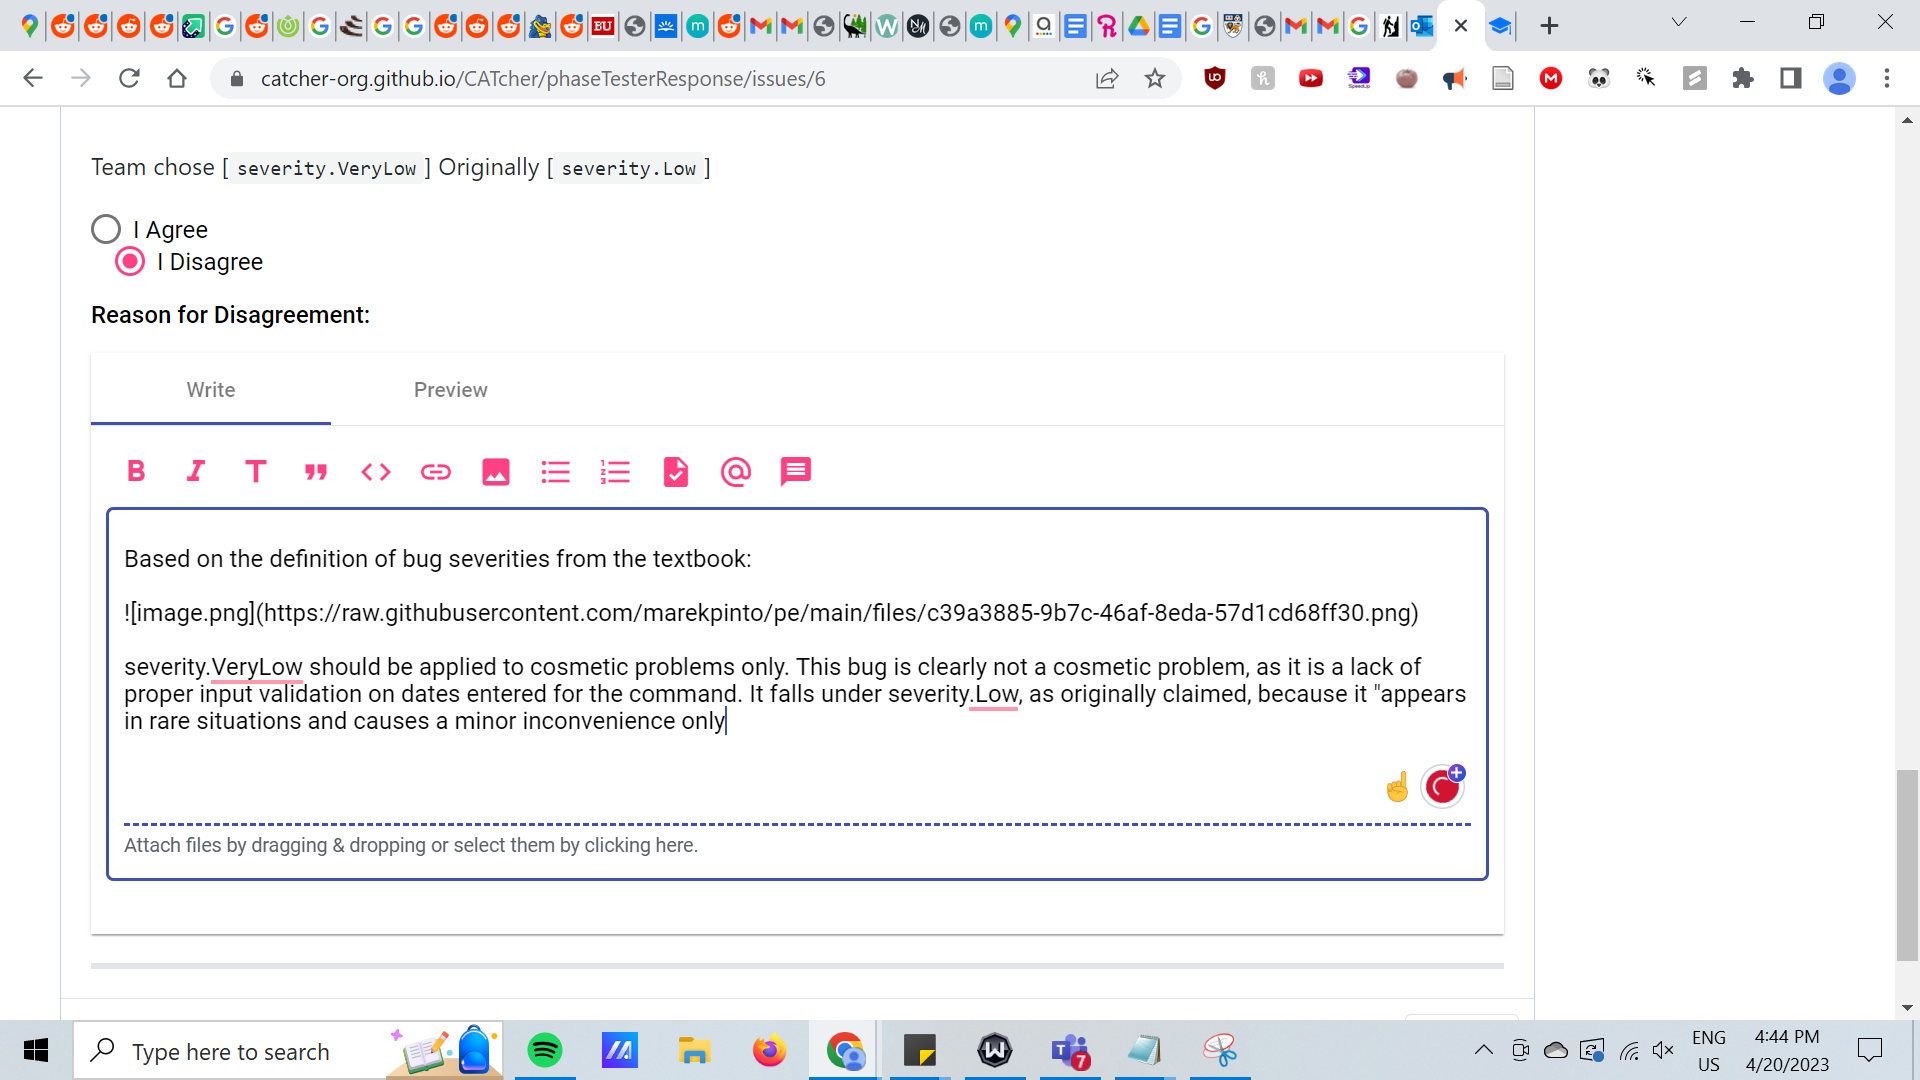 catcher-org.github.io/CATcher/phaseTesterResponse/issues/6
Team chose [ severity.VeryLow ] Originally [ severity.Low ]
I Agree
I Disagree
Reason for Disagreement:
Write Preview
Based on the definition of bug severities from the textbook:
![image.png](https://raw.githubusercontent.com/marekpinto/pe/main/files/c39a3885-9b7c-46af-8eda-57d1cd68ff30.png)
severity.VeryLow should be applied to cosmetic problems only. This bug is clearly not a cosmetic problem, as it is a lack of
proper input validation on dates entered for the command. It falls under severity.Low, as originally claimed, because it "appears
in rare situations and causes a minor inconvenience only
Attach files by dragging & dropping or select them by clicking here.
Type here to search
7
ENG
US
4:44 PM
4/20/2023